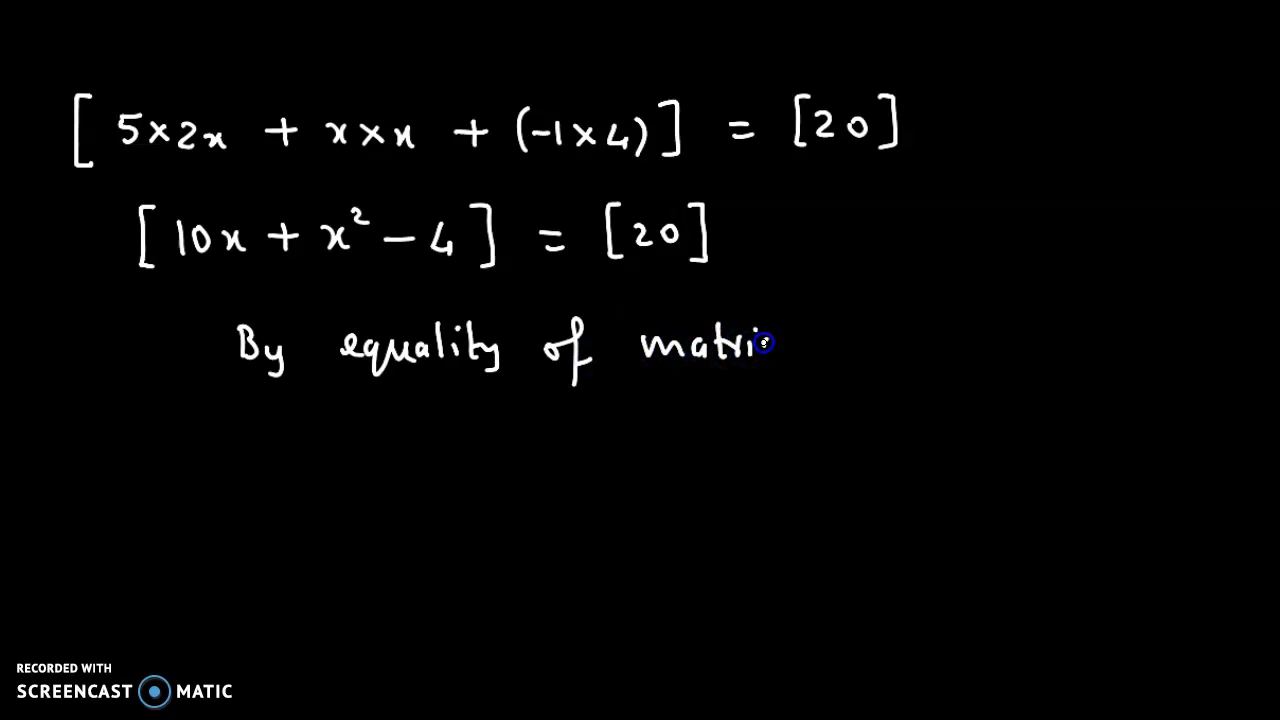 [ 5×2x + x×x + (-1×4) ] = [20]
[ 10x + x² - 4 ] = [20]
By equality of matri
RECORDED WITH
SCREENCAST MATIC